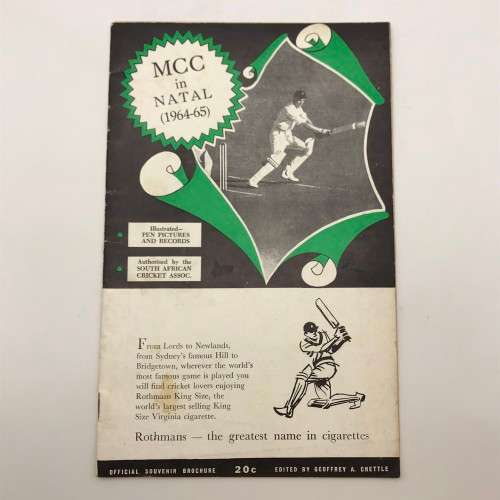 MCC
in
NATAL
(1964-65)
Illustrated—
PEN PICTURES
AND RECORDS
Authorised by the
SOUTH AFRICAN
CRICKET ASSOC.
From Lords to Newlands,
from Sydney's famous Hill to
Bridgetown, wherever the world's
most famous game is played you
will find cricket lovers enjoying
Rothmans King Size, the
world's largest selling King
Size Virginia cigarette.
Rothmans — the greatest name in cigarettes
OFFICIAL SOUVENIR BROCHURE 20c EDITED BY GEOFFREY A. CHETTLE